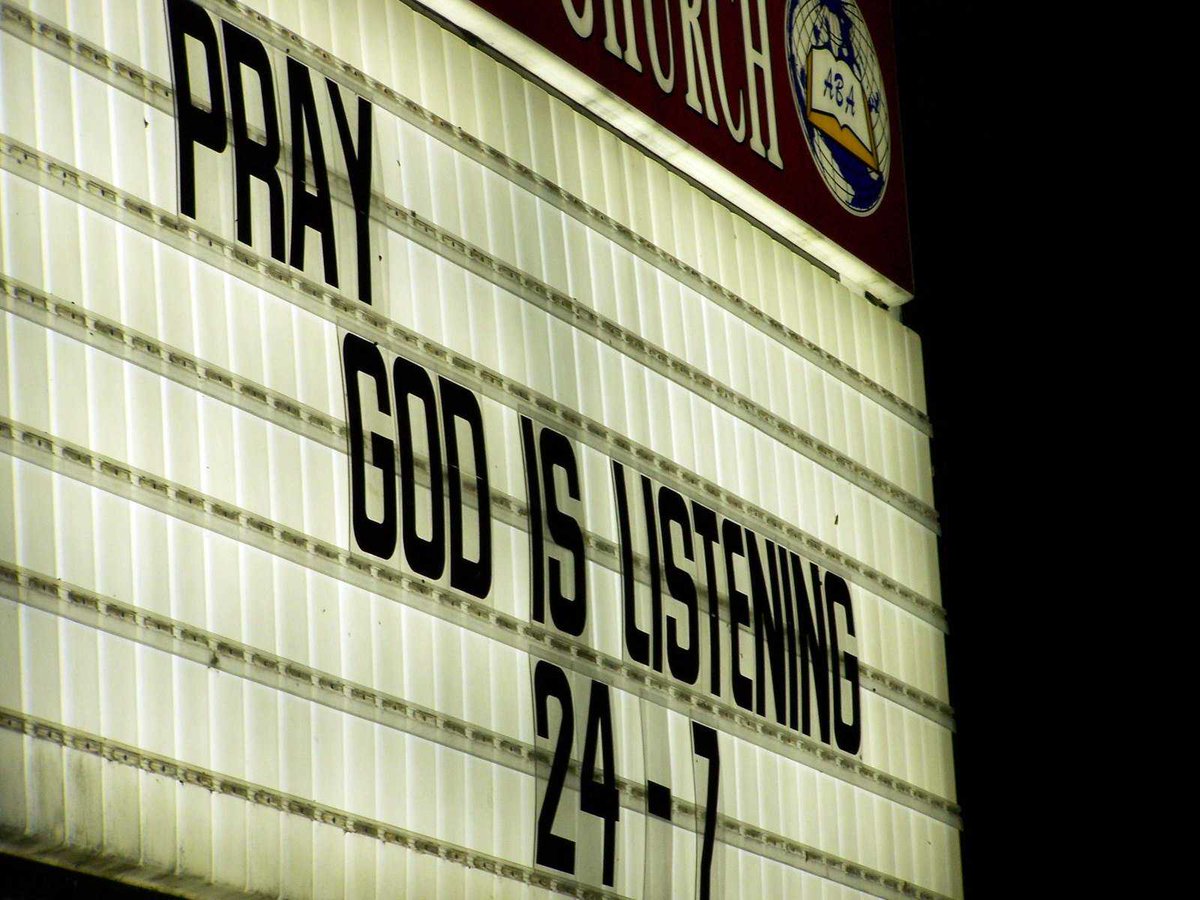 CHURCH
ABA
PRAY
GOD IS LISTENING
24-7